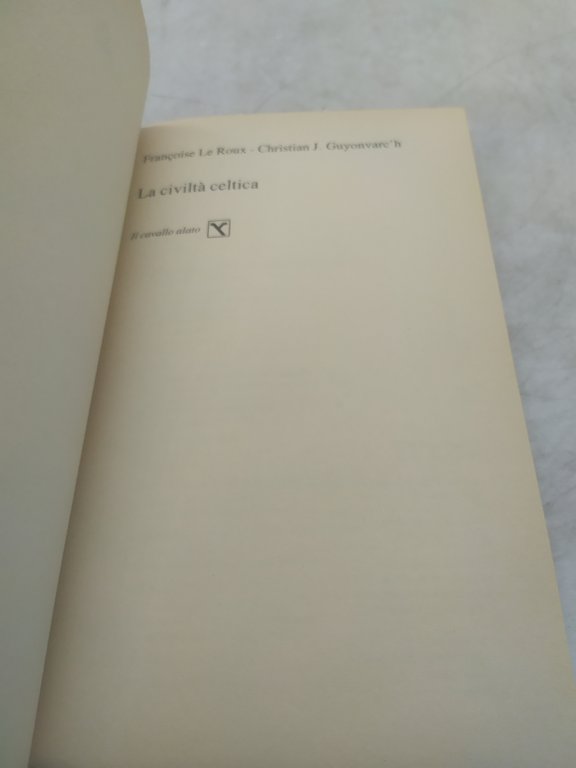 Françoise Le Roux - Christian J. Guyonvarc'h
La civiltà celtica
Il cavallo alato